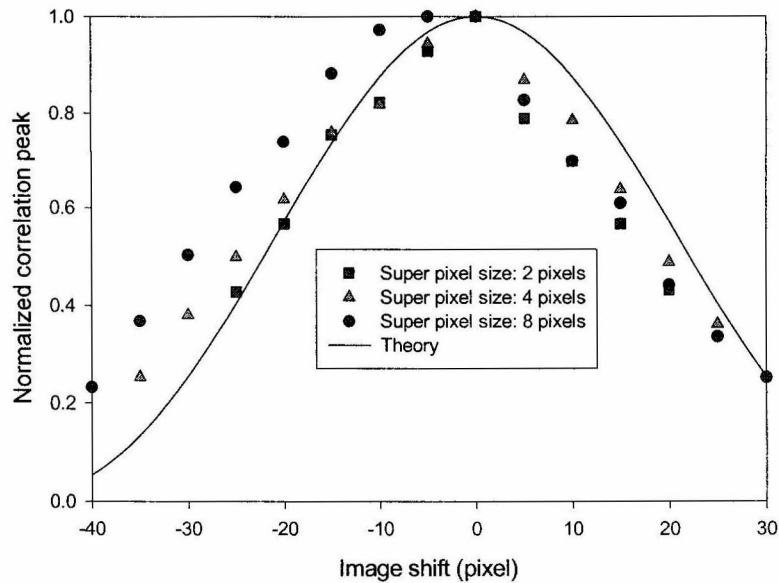 Normalized correlation peak
1.0
0.8
0.6
0.4
0.2
0.0
Super pixel size: 2 pixels
Super pixel size: 4 pixels
Super pixel size: 8 pixels
Theory
-40 -30 -20 -10 0 10 20 30
Image shift (pixel)